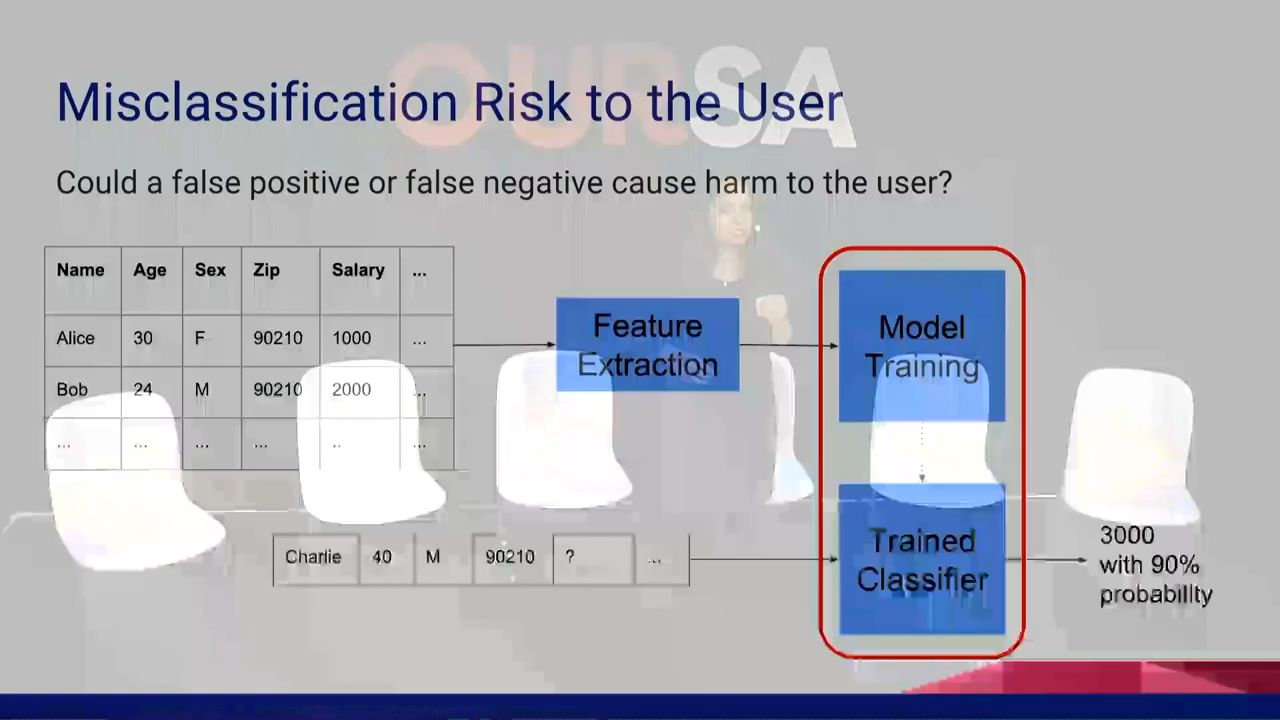 OURSA
Misclassification Risk to the User
Could a false positive or false negative cause harm to the user?
Name Age Sex Zip Salary ...
Alice 30 F 90210 1000 ...
Bob 24 M 90210 2000 ...
... ... ... ... .. ...
Feature
Extraction
Model
Training
Charlie 40 M 90210 ? ...
Trained
Classifier
3000
with 90%
probability